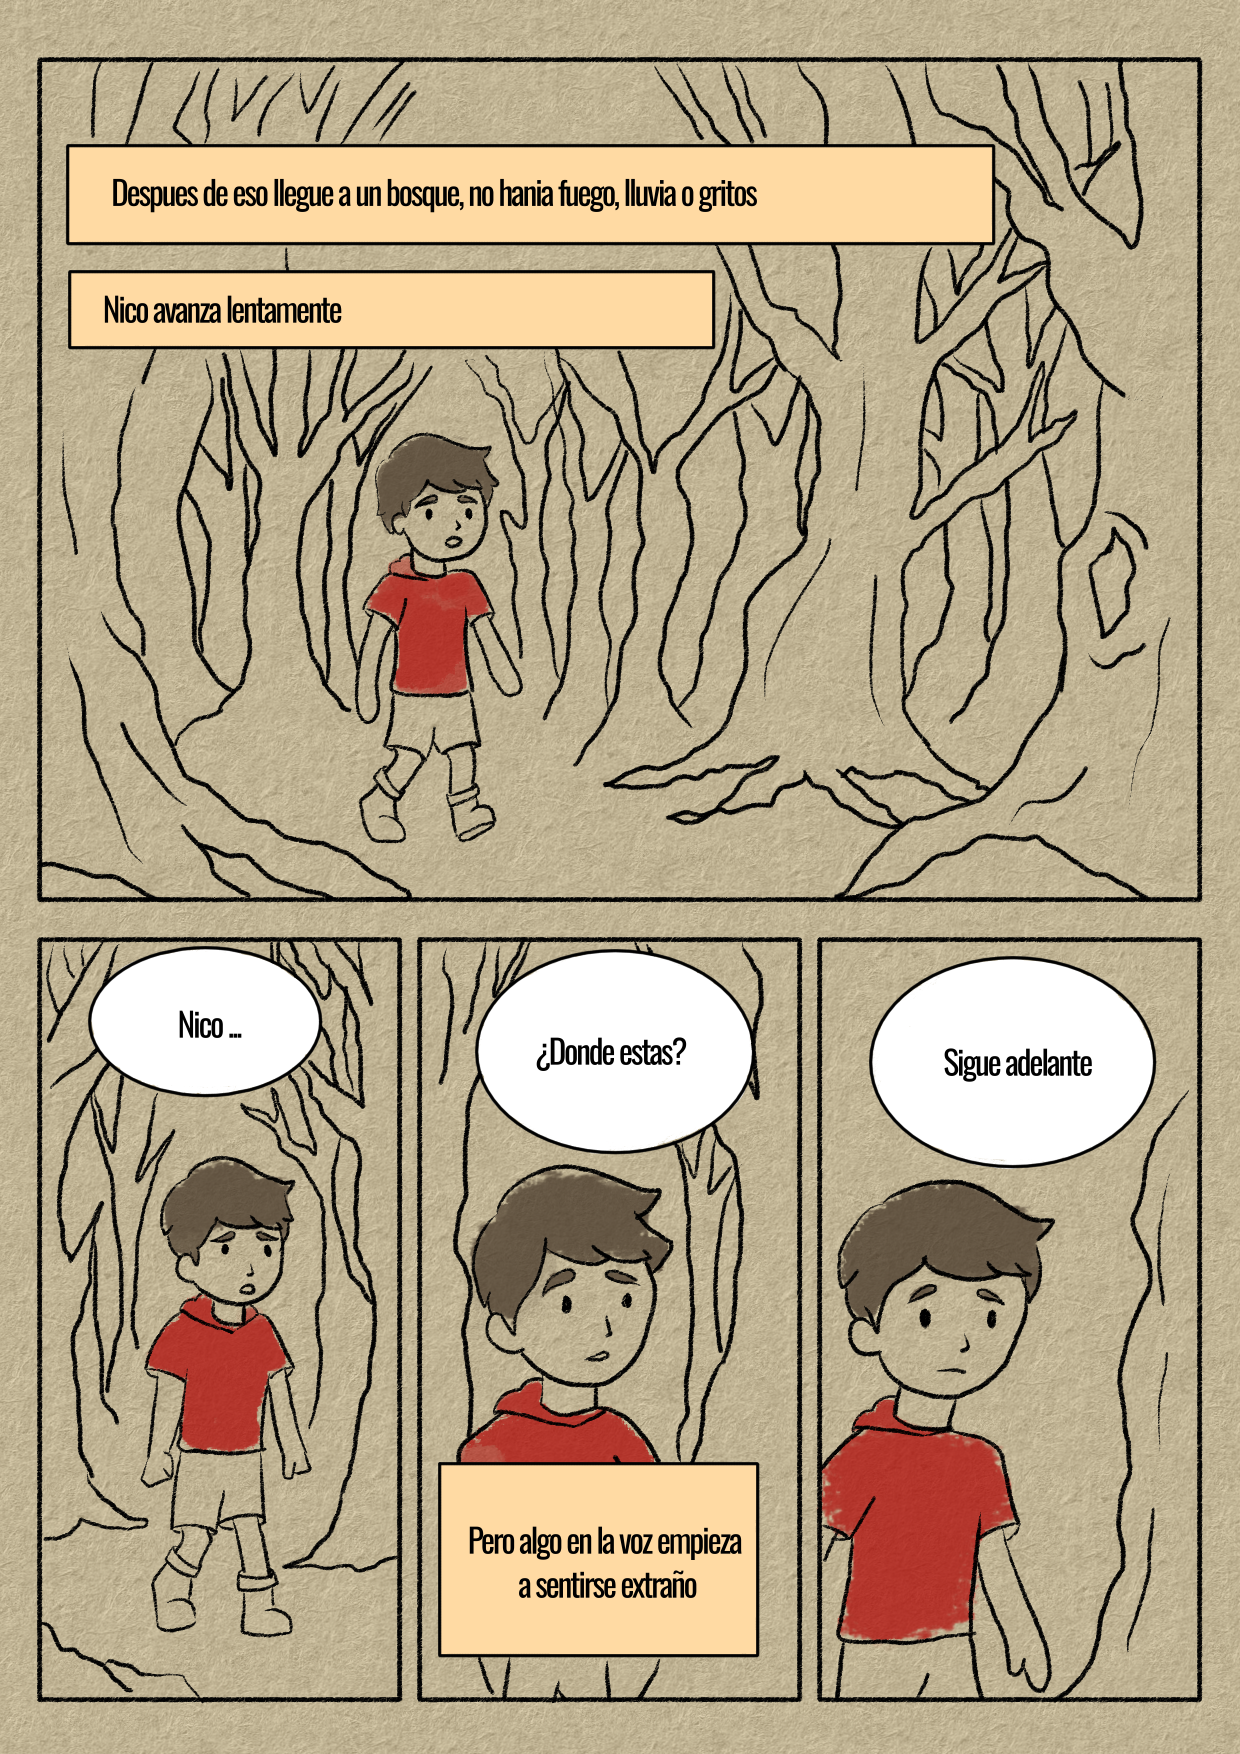 Despues de eso llegue a un bosque, no hania fuego, lluvia o gritos
Nico avanza lentamente
Nico ...
¿Donde estas?
Pero algo en la voz empieza
a sentirse extraño
Sigue adelante